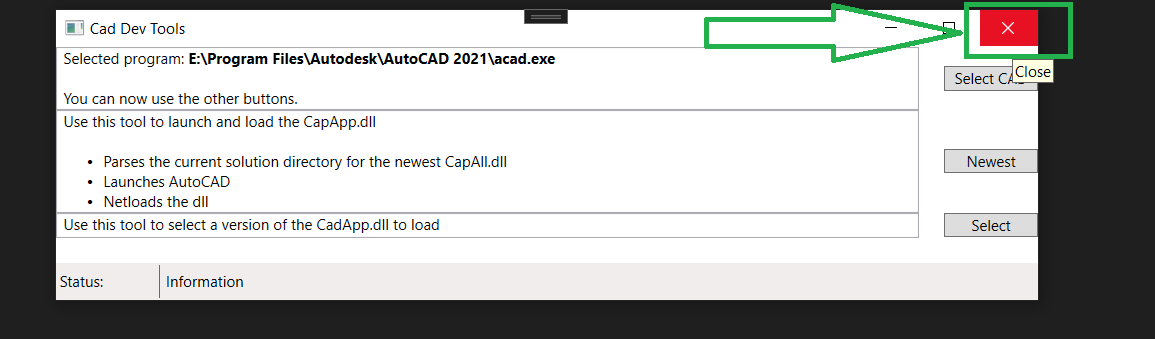 Cad Dev Tools
Selected program: E:\Program Files\Autodesk\AutoCAD 2021\acad.exe
Close
Select
You can now use the other buttons.
Use this tool to launch and load the CapApp.dll
• Parses the current solution directory for the newest CapAll.dll
Newest
• Launches AutoCAD
• Netloads the dll
Use this tool to select a version of the CadApp.dll to load
Select
Status:
Information